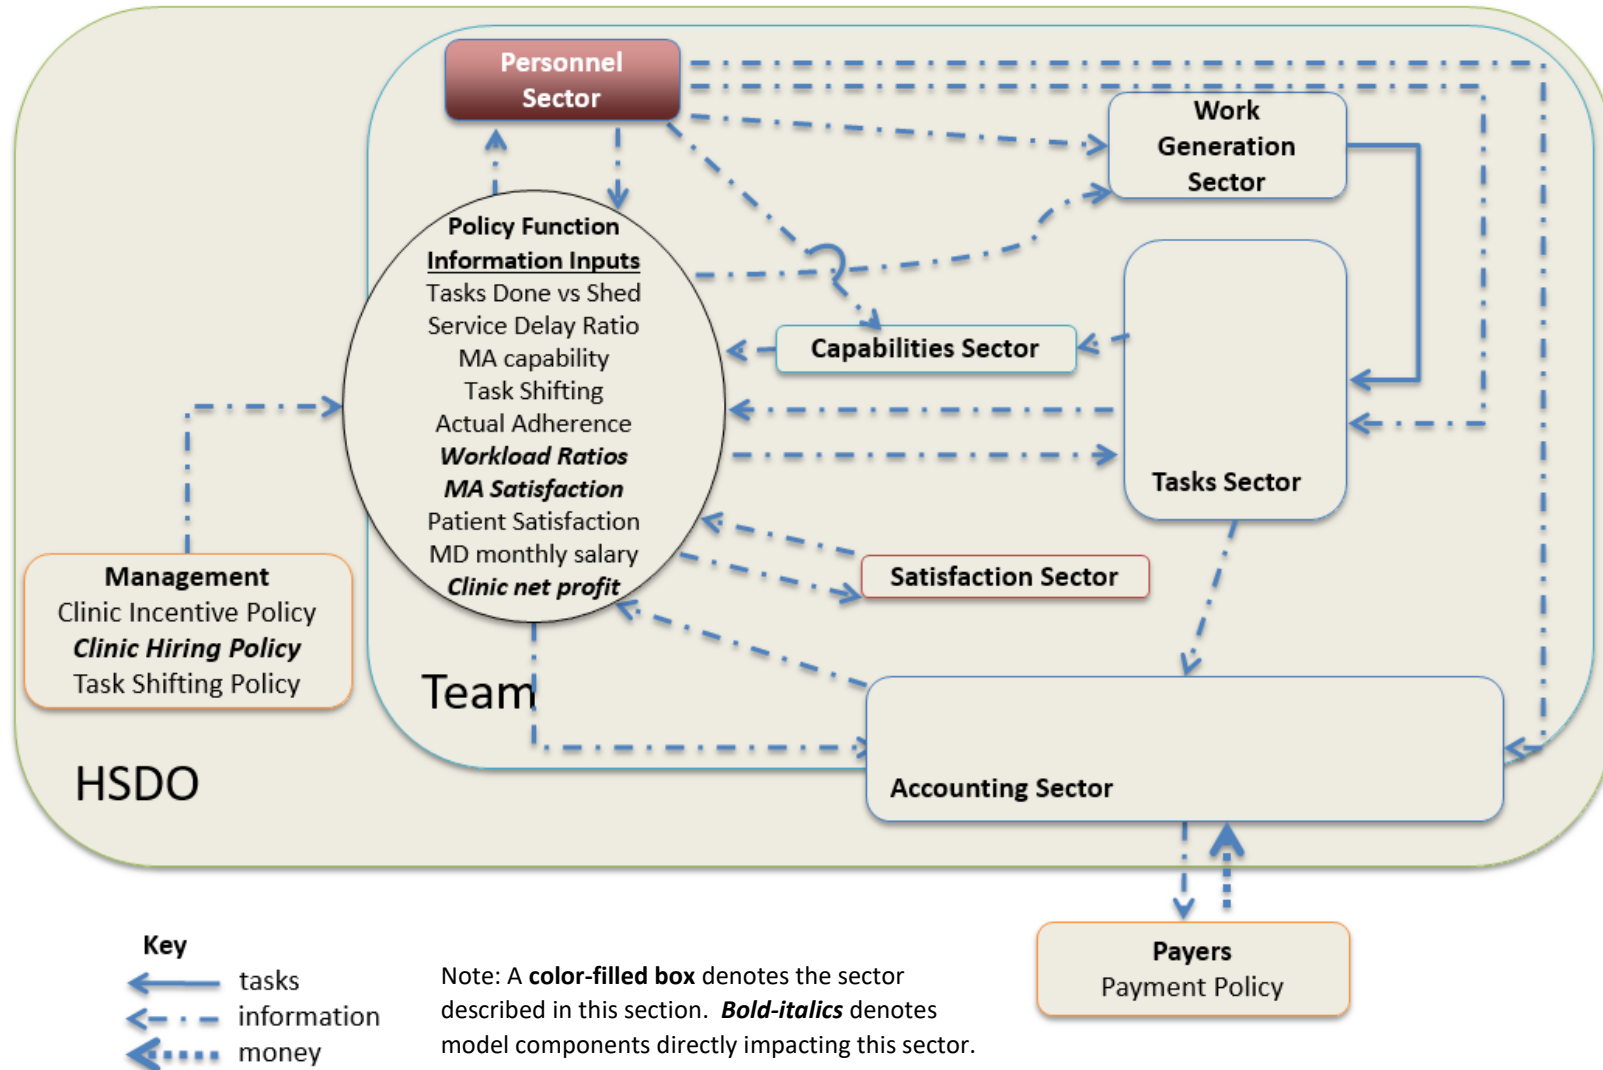 Personnel
Sector
Work
Generation
Sector
Policy Function
Information Inputs
Tasks Done vs Shed
Service Delay Ratio
MA capability
Task Shifting
Actual Adherence
Workload Ratios
MA Satisfaction
Patient Satisfaction
MD monthly salary
Clinic net profit
Capabilities Sector
Tasks Sector
Satisfaction Sector
Management
Clinic Incentive Policy
Clinic Hiring Policy
Task Shifting Policy
Team
HSDO
Accounting Sector
Payers
Payment Policy
Key
tasks
information
money
Note: A color-filled box denotes the sector
described in this section. Bold-italics denotes
model components directly impacting this sector.